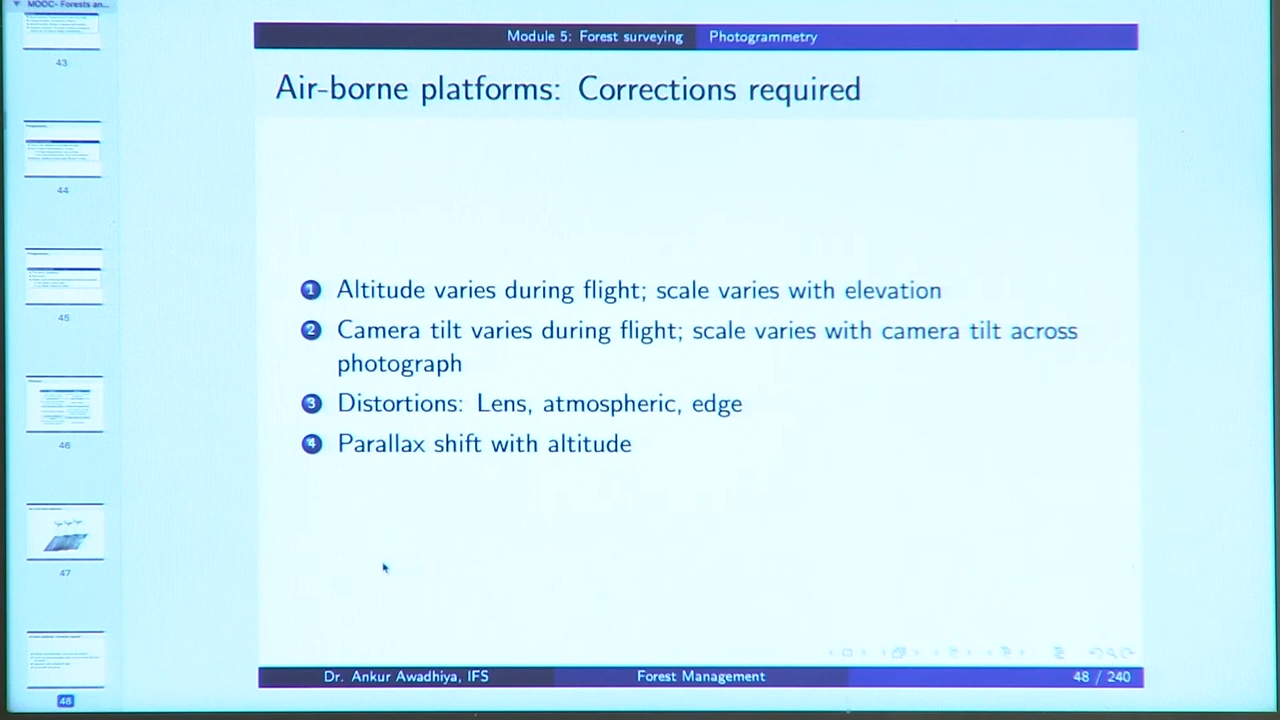 MOOC- Forests an...
43
44
45
46
47
48
Module 5: Forest surveying Photogrammetry
Air-borne platforms: Corrections required
1 Altitude varies during flight; scale varies with elevation
2 Camera tilt varies during flight; scale varies with camera tilt across
photograph
3 Distortions: Lens, atmospheric, edge
4 Parallax shift with altitude
Dr. Ankur Awadhiya, IFS Forest Management 48 / 240